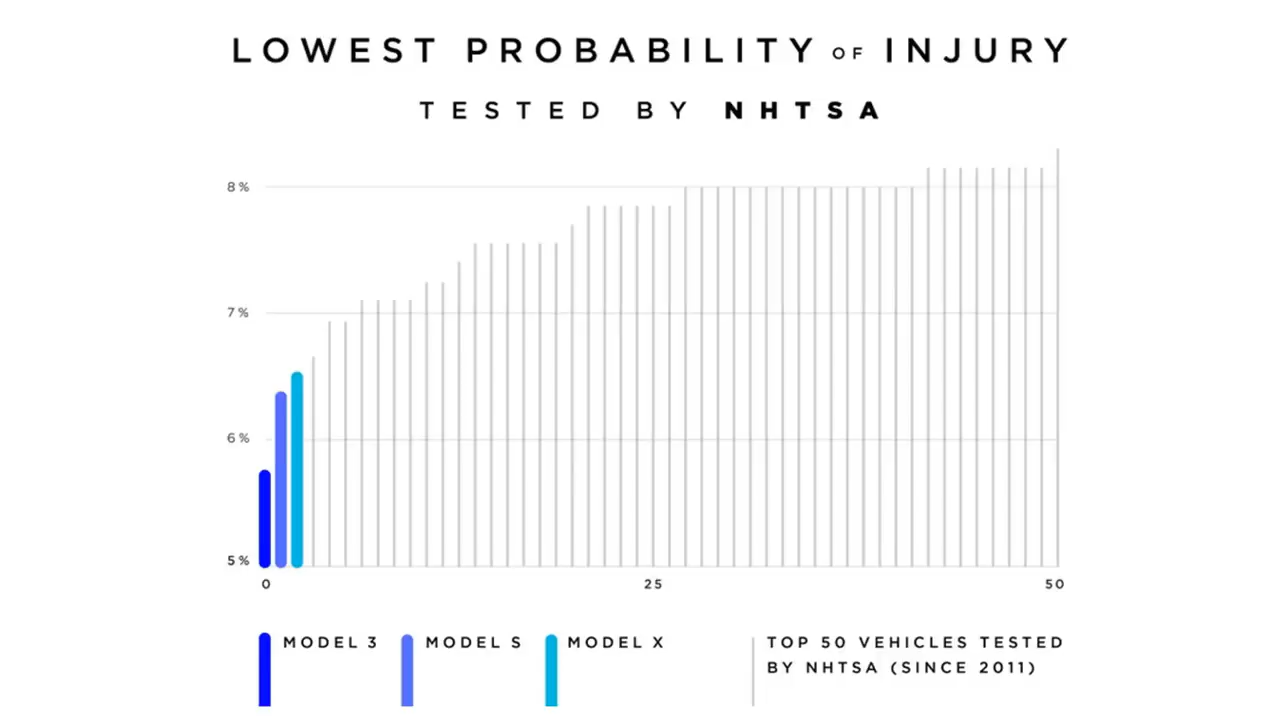 LOWEST PROBABILITY OF INJURY
TESTED BY NHTSA
8%
7%
6%
5%
0 25 50
MODEL 3 MODEL S MODEL X TOP 50 VEHICLES TESTED
BY NHTSA (SINCE 2011)